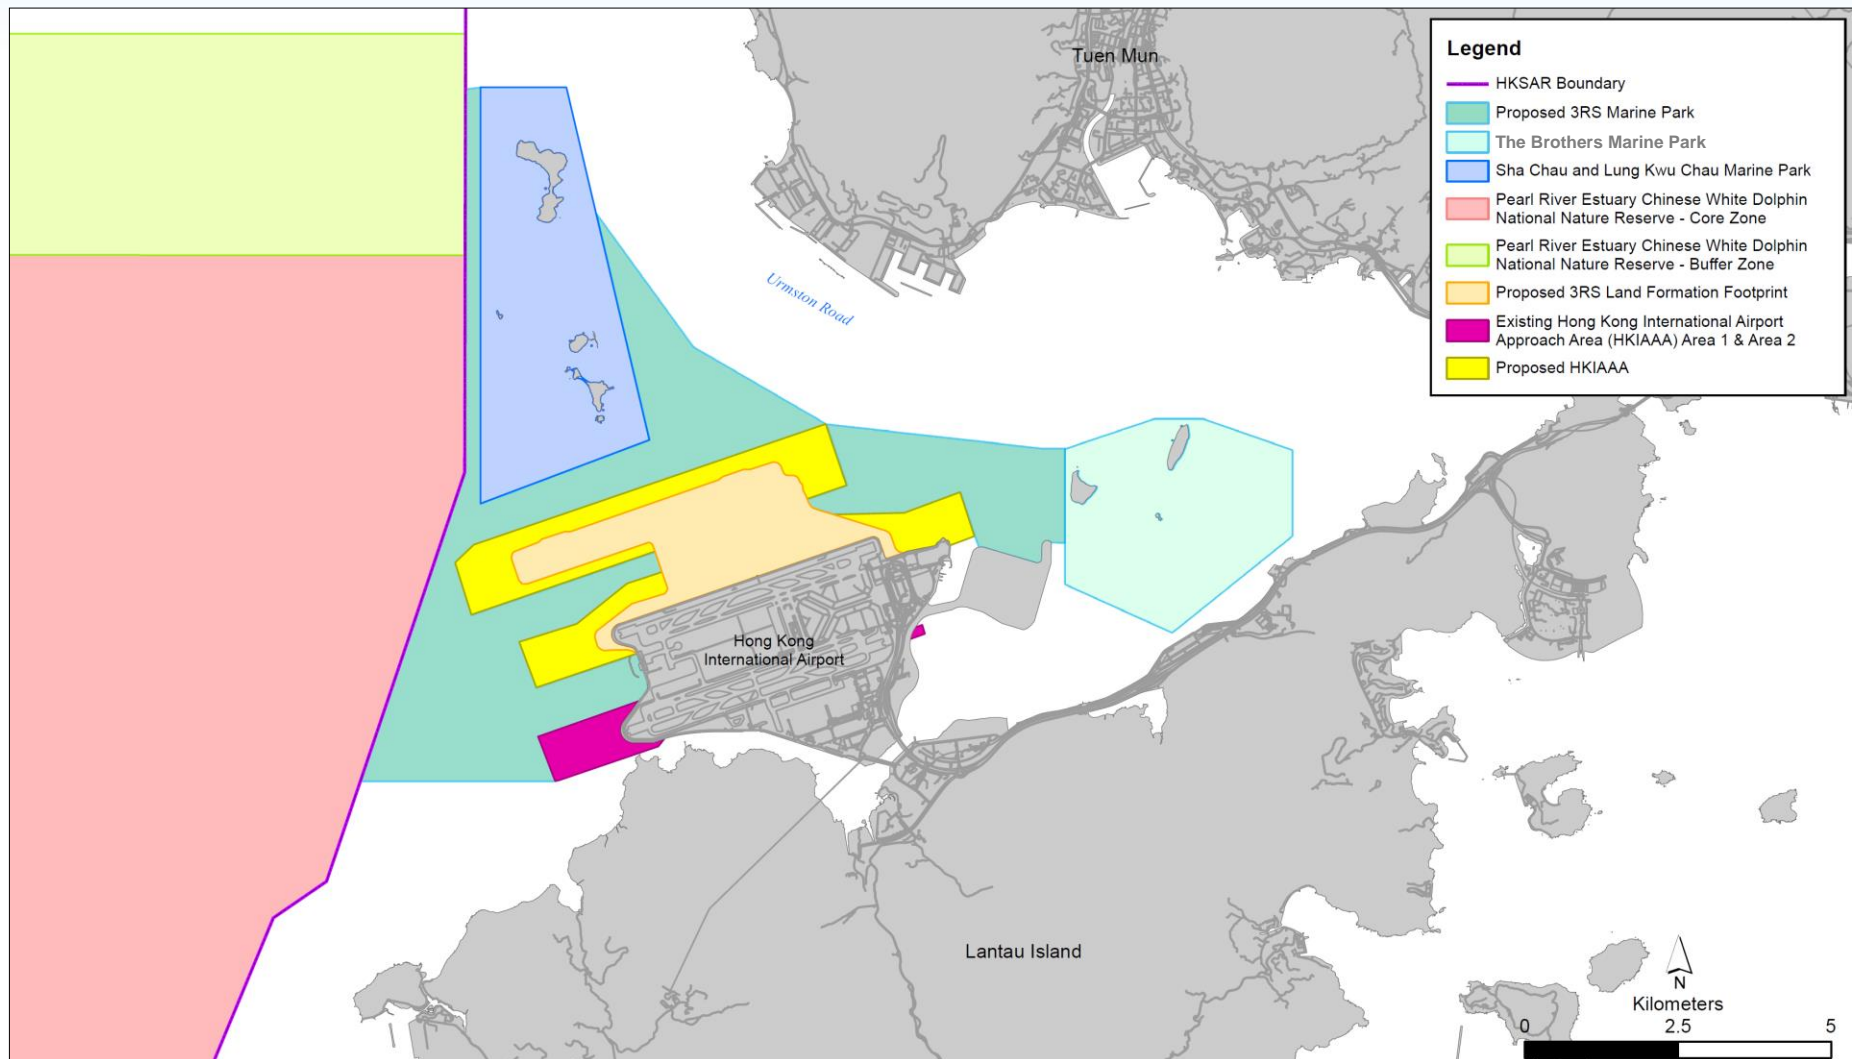 Tuen Mun
Legend
HKSAR Boundary
Proposed 3RS Marine Park
The Brothers Marine Park
Sha Chau and Lung Kwu Chau Marine Park
Pearl River Estuary Chinese White Dolphin
National Nature Reserve - Core Zone
Pearl River Estuary Chinese White Dolphin
National Nature Reserve - Buffer Zone
Proposed 3RS Land Formation Footprint
Existing Hong Kong International Airport
Approach Area (HKIAAA) Area 1 & Area 2
Proposed HKIAAA
Urmston Road
Hong Kong
International Airport
Lantau Island
N
Kilometers
0 2.5 5